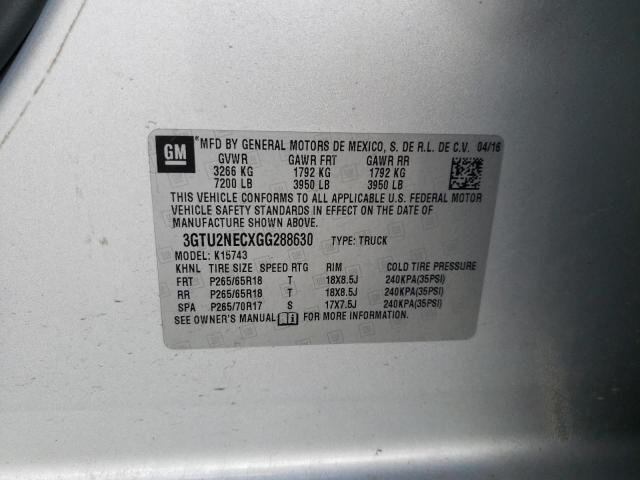 GM *MFD BY GENERAL MOTORS DE MEXICO, S. DE R.L. DE C.V. 04/16
GVWR GAWR FRT GAWR RR
3266 KG 1792 KG 1792 KG
7200 LB 3950 LB 3950 LB
THIS VEHICLE CONFORMS TO ALL APPLICABLE U.S. FEDERAL MOTOR
VEHICLE SAFETY STANDARDS IN EFFECT ON THE DATE OF
MANUFACTURE SHOWN ABOVE.
3GTU2NECXGG288630 TYPE: TRUCK
MODEL: K15743
KHNL TIRE SIZE SPEED RTG RIM COLD TIRE PRESSURE
FRT P265/65R18 T 18X8.5J 240KPA(35PSI)
RR P265/65R18 T 18X8.5J 240KPA(35PSI)
SPA P265/70R17 S 17X7.5J 240KPA(35PSI)
SEE OWNER'S MANUAL i FOR MORE INFORMATION.